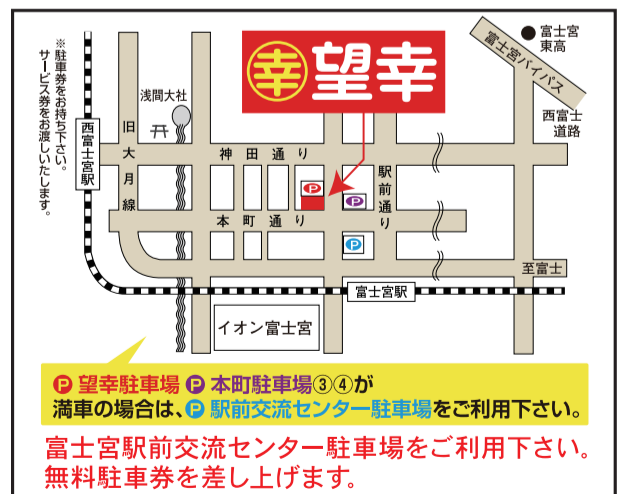 ※駐車券をお持ち下さい。
サービス券をお渡しいたします。
幸 望幸
富士宮
東高
富士宮バイパス
西富士
道路
浅間大社
西富士宮駅
旧大月線
神田通り
駅前通り
P
P
本町通り
P
至富士
富士宮駅
イオン富士宮
P 望幸駐車場 P 本町駐車場③④が
満車の場合は、P 駅前交流センター駐車場をご利用下さい。
富士宮駅前交流センター駐車場をご利用下さい。
無料駐車券を差し上げます。